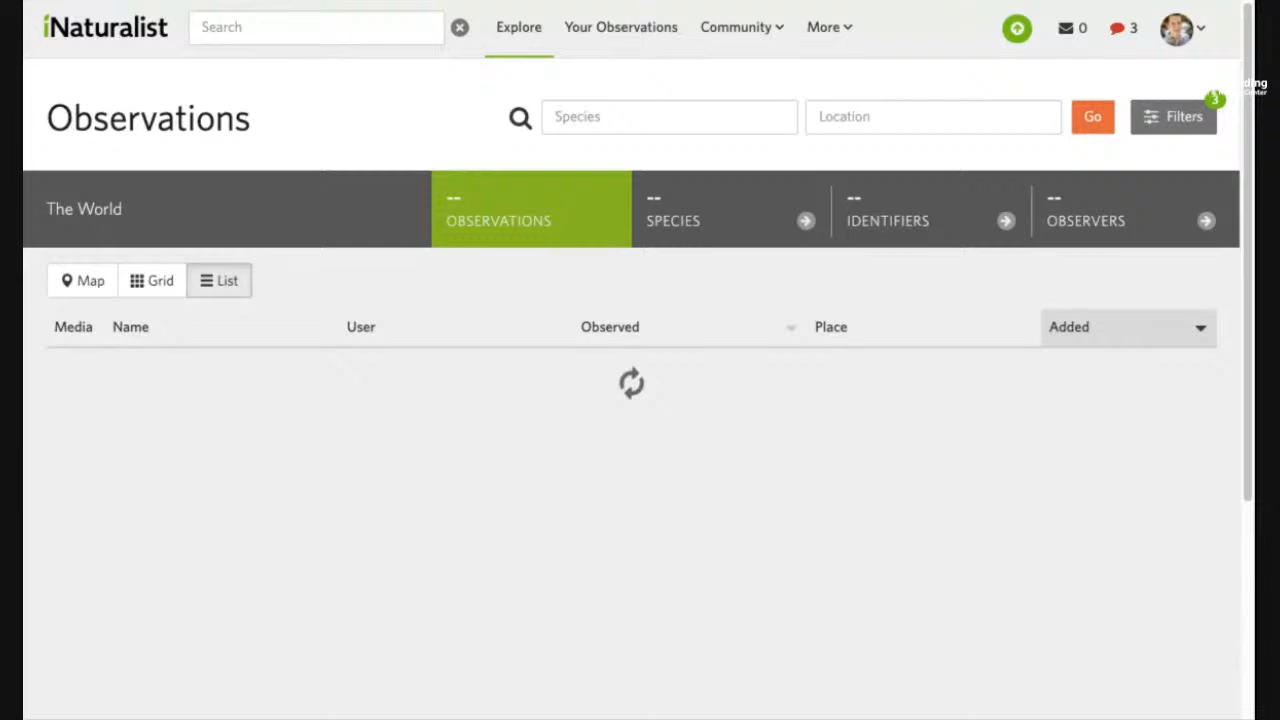 iNaturalist Search Explore Your Observations Community More 0 3
Observations Species Location Go Filters 3
The World -- -- -- --
OBSERVATIONS SPECIES IDENTIFIERS OBSERVERS
Map Grid List
Media Name User Observed Place Added